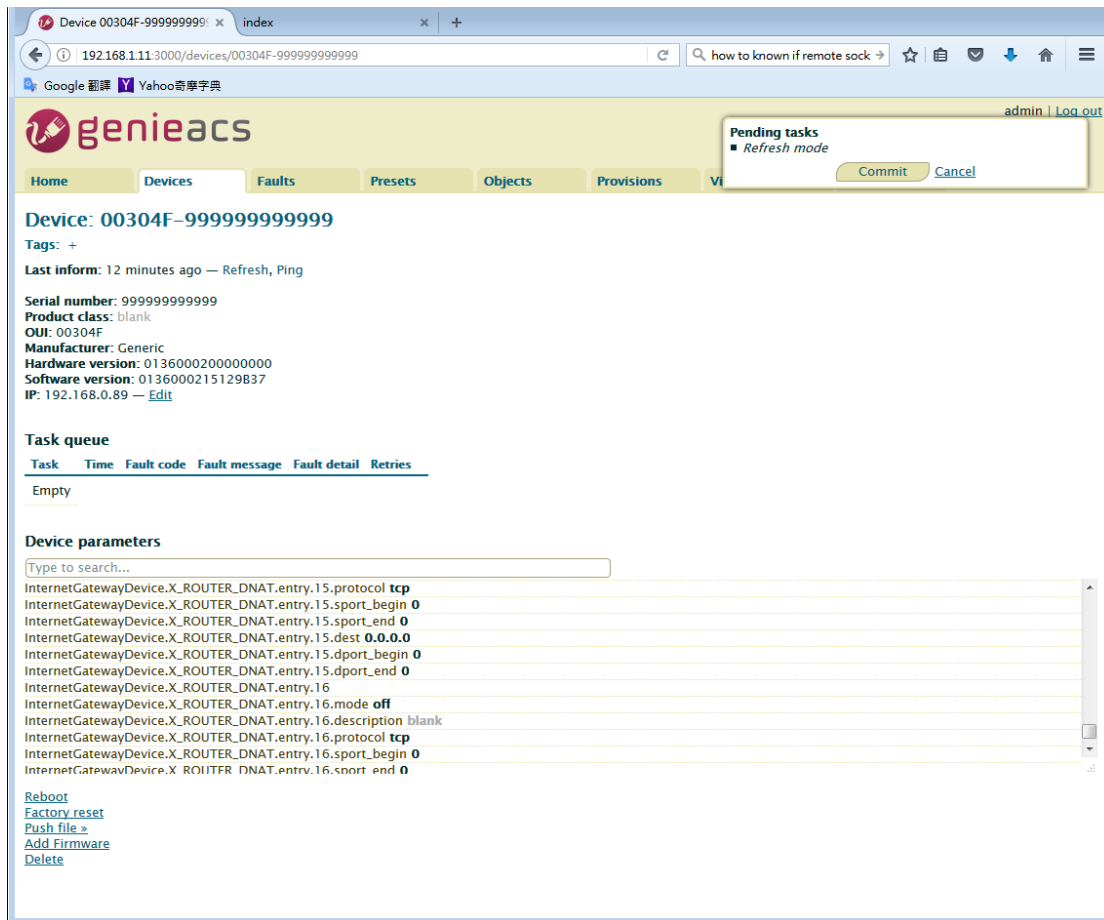 Device 00304F-999999999
index
192.168.1.11:3000/devices/00304F-999999999999
how to known if remote sock
Google 翻譯 Yahoo奇摩字典
admin | Log out
genieacs
Pending tasks
Refresh mode
Commit Cancel
Home Devices Faults Presets Objects Provisions Vi
Device: 00304F-999999999999
Tags: +
Last inform: 12 minutes ago — Refresh, Ping
Serial number: 999999999999
Product class: blank
OUI: 00304F
Manufacturer: Generic
Hardware version: 0136000200000000
Software version: 0136000215129B37
IP: 192.168.0.89 — Edit
Task queue
Task Time Fault code Fault message Fault detail Retries
Empty
Device parameters
Type to search...
InternetGatewayDevice.X_ROUTER_DNAT.entry.15.protocol tcp
InternetGatewayDevice.X_ROUTER_DNAT.entry.15.sport_begin 0
InternetGatewayDevice.X_ROUTER_DNAT.entry.15.sport_end 0
InternetGatewayDevice.X_ROUTER_DNAT.entry.15.dest 0.0.0.0
InternetGatewayDevice.X_ROUTER_DNAT.entry.15.dport_begin 0
InternetGatewayDevice.X_ROUTER_DNAT.entry.15.dport_end 0
InternetGatewayDevice.X_ROUTER_DNAT.entry.16
InternetGatewayDevice.X_ROUTER_DNAT.entry.16.mode off
InternetGatewayDevice.X_ROUTER_DNAT.entry.16.description blank
InternetGatewayDevice.X_ROUTER_DNAT.entry.16.protocol tcp
InternetGatewayDevice.X_ROUTER_DNAT.entry.16.sport_begin 0
InternetGatewayDevice.X_ROUTER_DNAT.entry.16.sport_end 0
Reboot
Factory reset
Push file »
Add Firmware
Delete